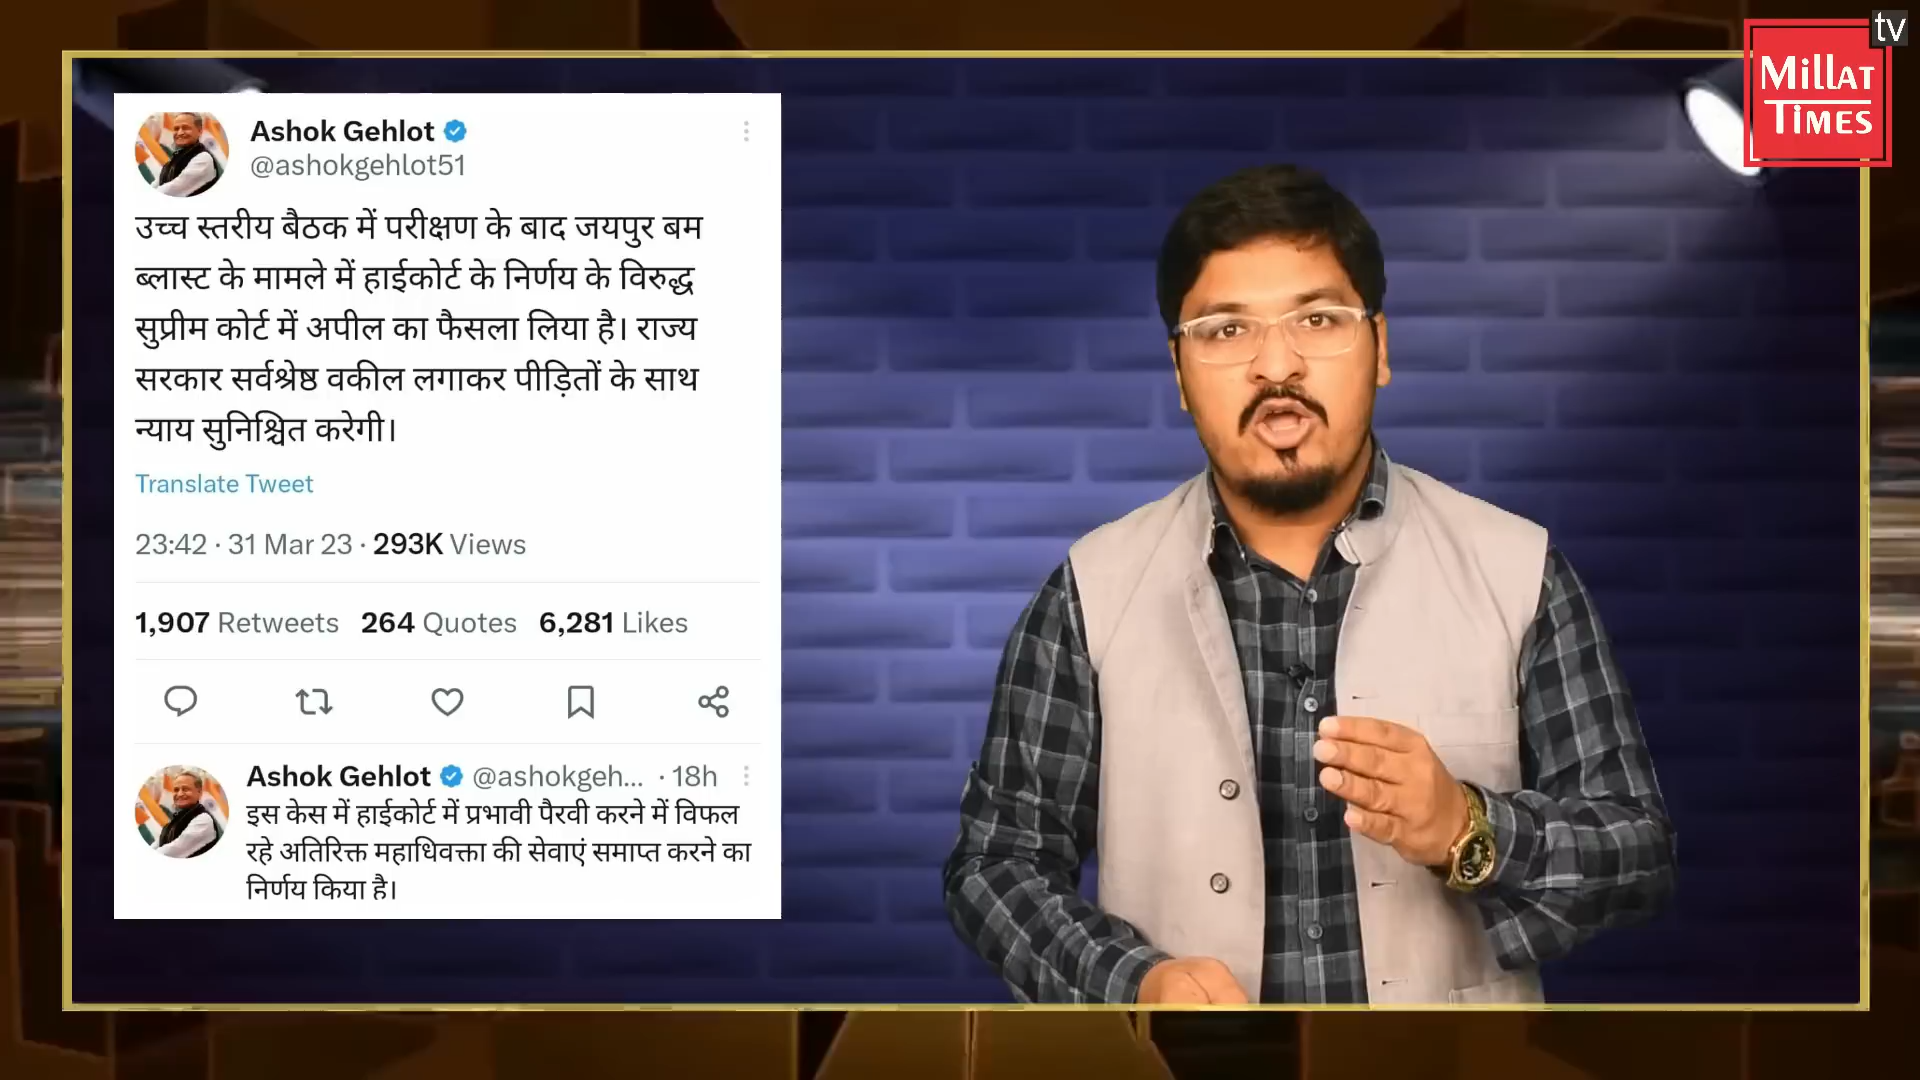 tv
Millat
Times
Ashok Gehlot
@ashokgehlot51
उच्च स्तरीय बैठक में परीक्षण के बाद जयपुर बम
ब्लास्ट के मामले में हाईकोर्ट के निर्णय के विरुद्ध
सुप्रीम कोर्ट में अपील का फैसला लिया है। राज्य
सरकार सर्वश्रेष्ठ वकील लगाकर पीड़ितों के साथ
न्याय सुनिश्चित करेगी।
Translate Tweet
23:42 · 31 Mar 23 · 293K Views
1,907 Retweets 264 Quotes 6,281 Likes
Ashok Gehlot @ashokgeh... · 18h
इस केस में हाईकोर्ट में प्रभावी पैरवी करने में विफल
रहे अतिरिक्त महाधिवक्ता की सेवाएं समाप्त करने का
निर्णय किया है।